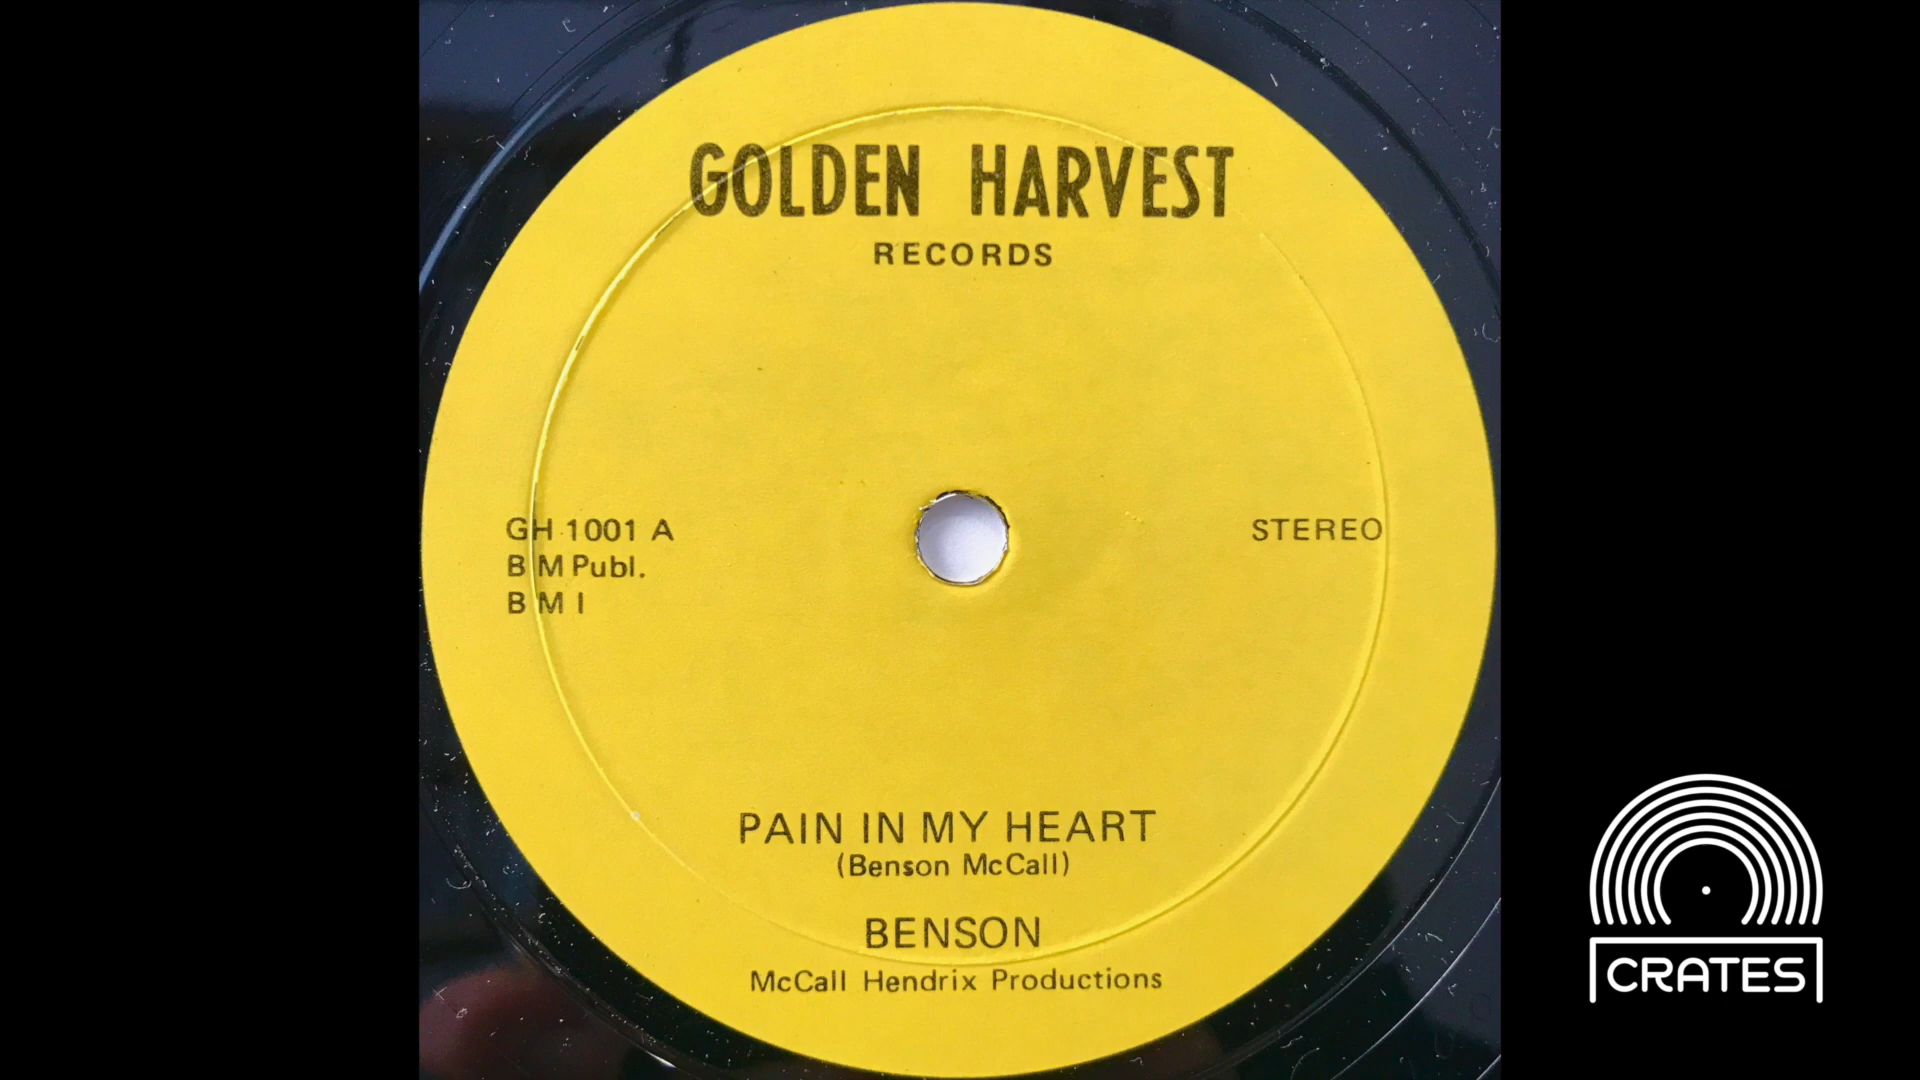 GOLDEN HARVEST
RECORDS
GH 1001 A
B M Publ.
B M I
STEREO
PAIN IN MY HEART
(Benson McCall)
BENSON
McCall Hendrix Productions
CRATES